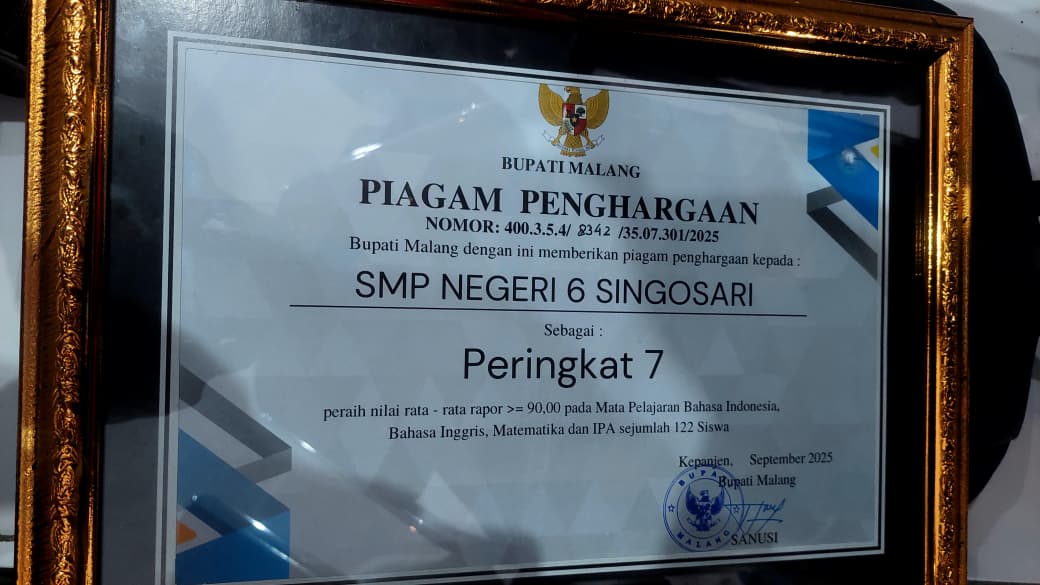 BUPATI MALANG
PIAGAM PENGHARGAAN
NOMOR: 400.3.5.4/ 8342 /35.07.301/2025
Bupati Malang dengan ini memberikan piagam penghargaan kepada :
SMP NEGERI 6 SINGOSARI
Sebagai :
Peringkat 7
peraih nilai rata - rata rapor >= 90,00 pada Mata Pelajaran Bahasa Indonesia,
Bahasa Inggris, Matematika dan IPA sejumlah 122 Siswa
Kepanjen, September 2025
Bupati Malang
BUPATI
MALANG
SANUSI